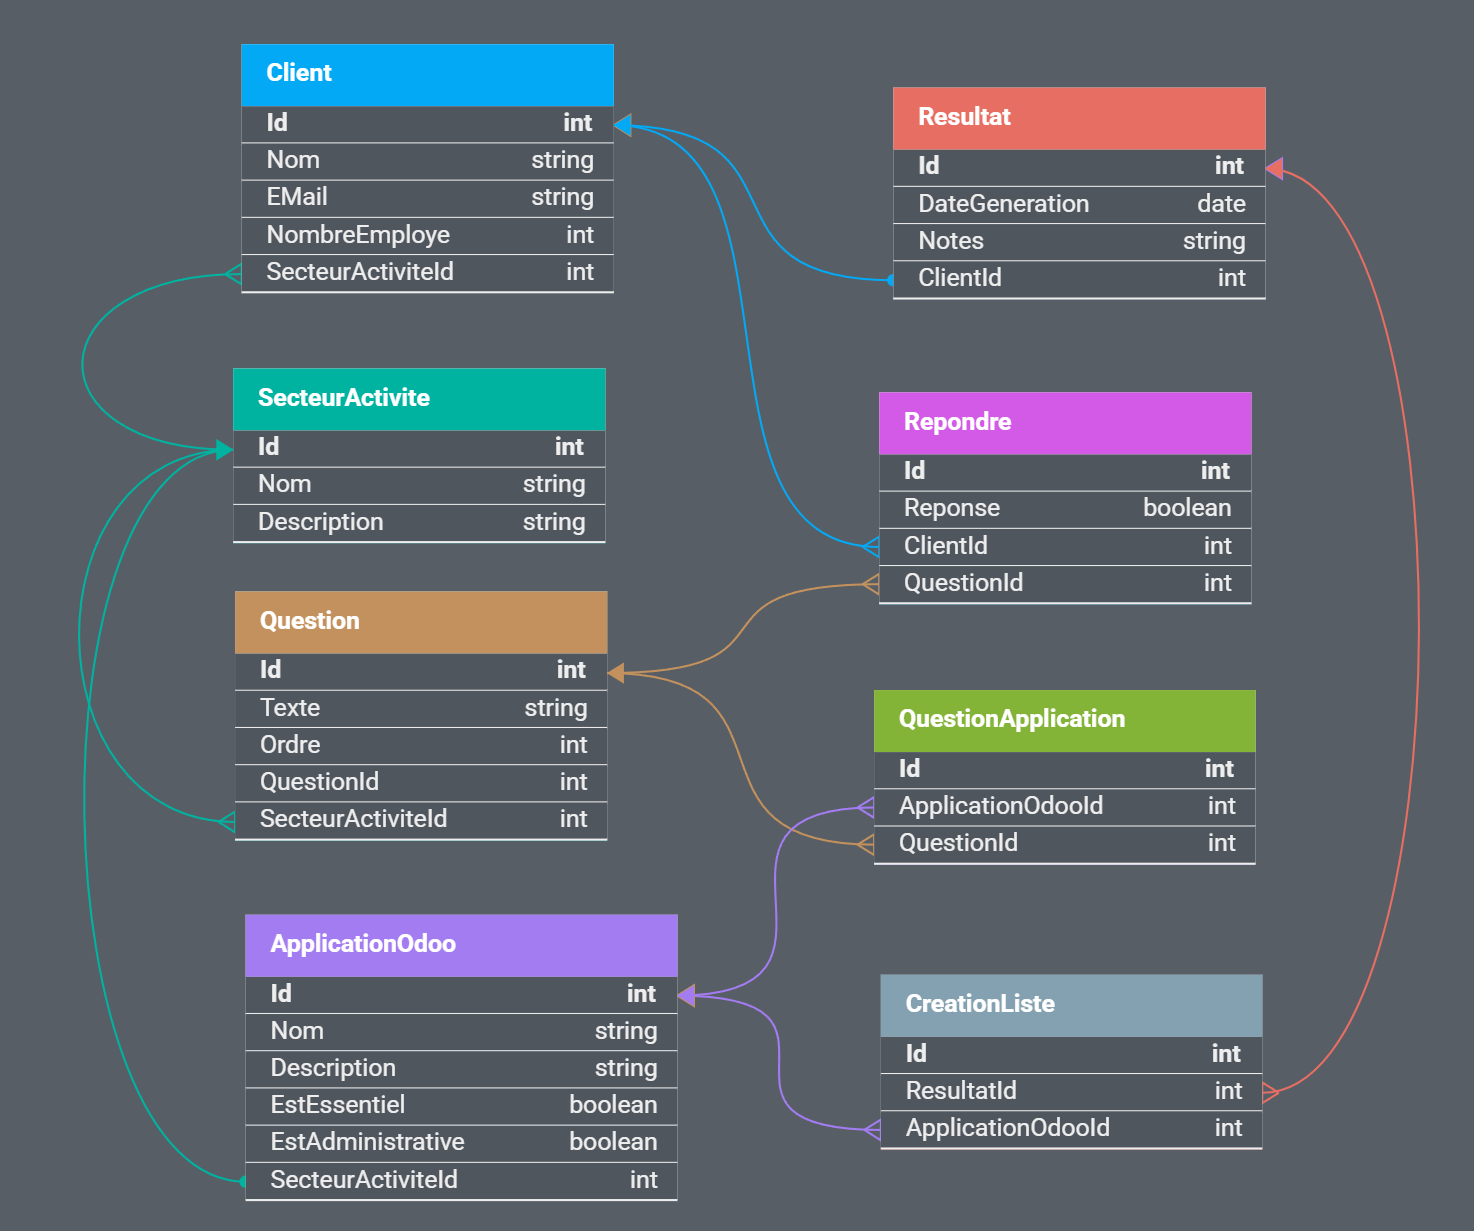 Client
Id int
Nom string
EMail string
NombreEmploye int
SecteurActiviteId int
SecteurActivite
Id int
Nom string
Description string
Question
Id int
Texte string
Ordre int
QuestionId int
SecteurActiviteId int
ApplicationOdoo
Id int
Nom string
Description string
EstEssentiel boolean
EstAdministrative boolean
SecteurActiviteId int
Resultat
Id int
DateGeneration date
Notes string
ClientId int
Repondre
Id int
Reponse boolean
ClientId int
QuestionId int
QuestionApplication
Id int
ApplicationOdooId int
QuestionId int
CreationListe
Id int
ResultatId int
ApplicationOdooId int